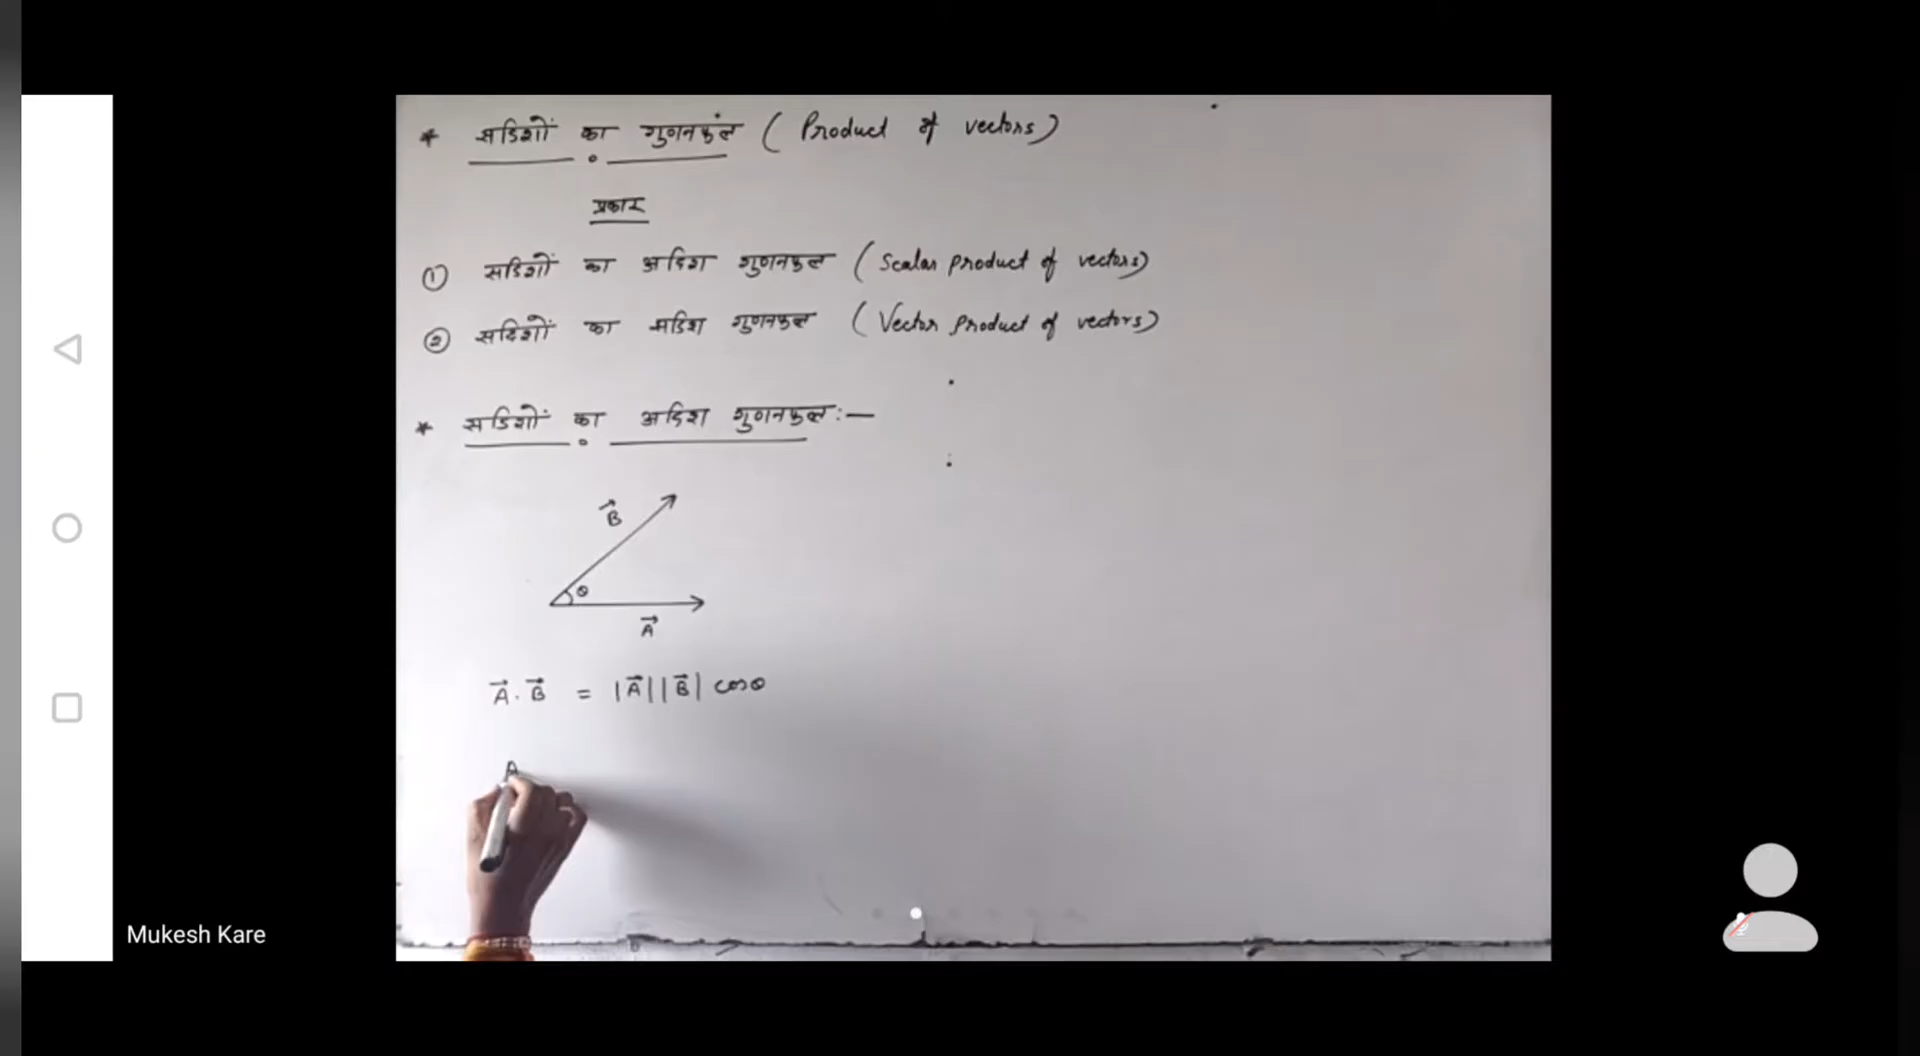 * सदिशों का गुणनफल (Product of vectors)
प्रकार
① सदिशों का अदिश गुणनफल (Scalar product of vectors)
② सदिशों का सदिश गुणनफल (Vector product of vectors)
* सदिशों का अदिश गुणनफल:—
B⃗
θ
A⃗
A⃗ . B⃗ = |A⃗||B⃗| cosθ
A
Mukesh Kare